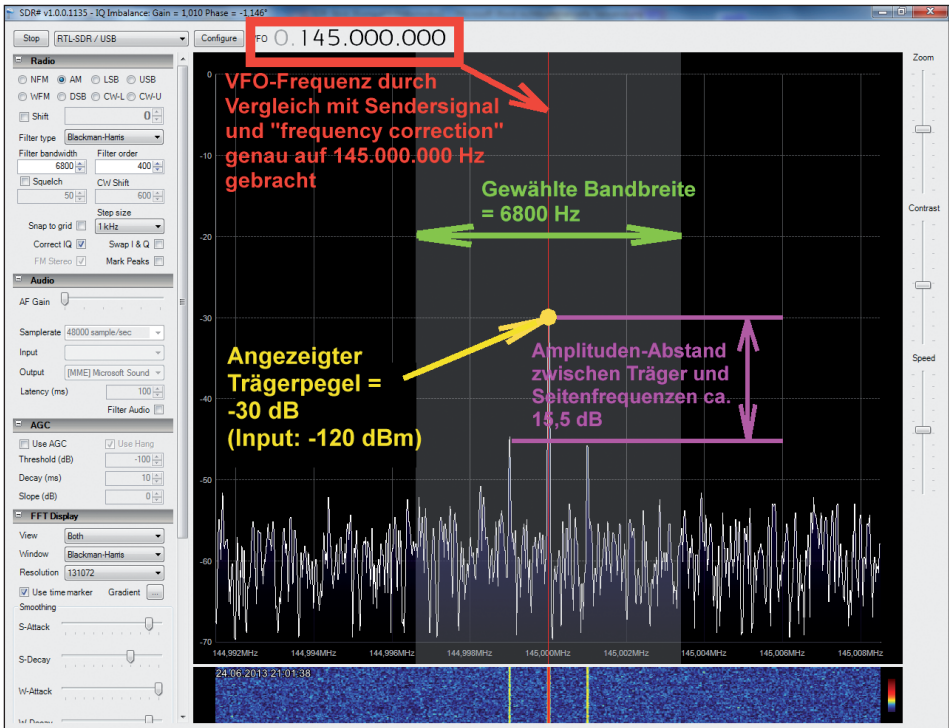 SDR# v1.0.0.1135 - IQ Imbalance: Gain = 1,010 Phase = -1,146°
Stop
RTL-SDR / USB
Configure
VFO 0.145.000.000
Radio
NFM AM LSB USB
WFM DSB CW-L CW-U
Shift 0
Filter type Blackman-Harris
Filter bandwidth Filter order
6800 400
Squelch CW Shift
50 600
Step size
Snap to grid 1 kHz
Correct IQ Swap I & Q
FM Stereo Mark Peaks
Audio
AF Gain
Samplerate 48000 sample/sec
Input
Output [MME] Microsoft Sound
Latency (ms) 100
Filter Audio
AGC
Use AGC Use Hang
Threshold (dB) -100
Decay (ms) 10
Slope (dB) 0
FFT Display
View Both
Window Blackman-Harris
Resolution 131072
Use time marker Gradient ...
Smoothing
S-Attack
S-Decay
W-Attack
W-Decay
0
-10
-20
-30
-40
-50
-60
-70
VFO-Frequenz durch
Vergleich mit Sendersignal
und "frequency correction"
genau auf 145.000.000 Hz
gebracht
Gewählte Bandbreite
= 6800 Hz
Angezeigter
Trägerpegel =
-30 dB
(Input: -120 dBm)
Amplituden-Abstand
zwischen Träger und
Seitenfrequenzen ca.
15,5 dB
144,992MHz 144,994MHz 144,996MHz 144,998MHz 145,000MHz 145,002MHz 145,004MHz 145,006MHz 145,008MHz
24.06.2013 21:01:38
Zoom
Contrast
Speed